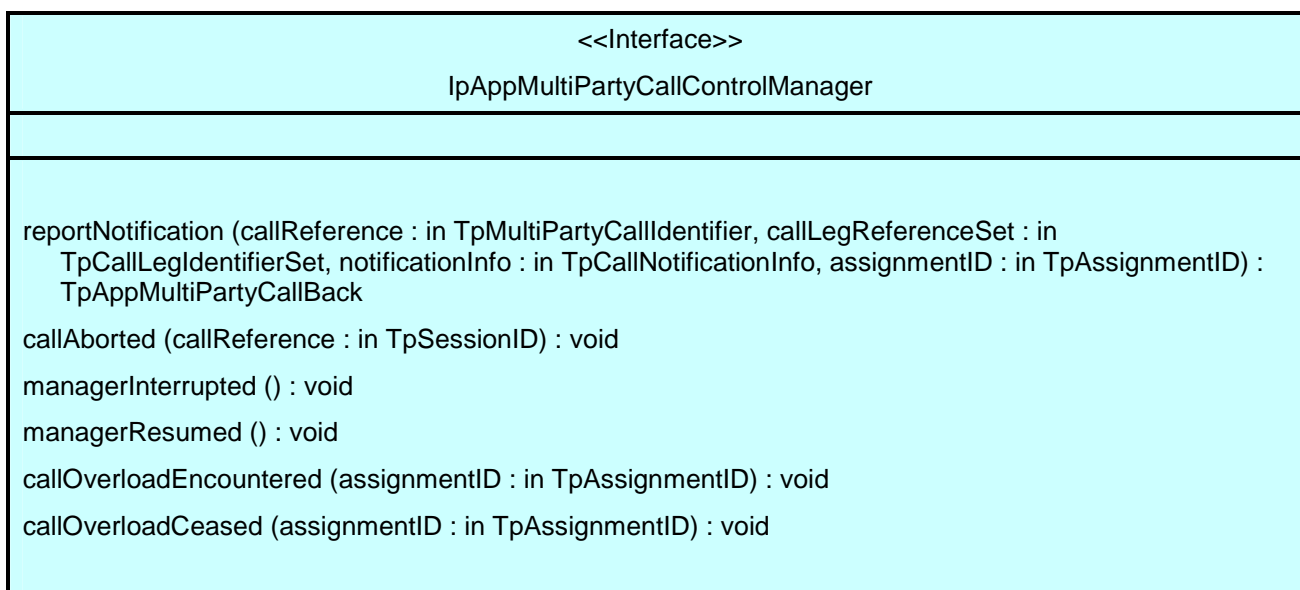 <<Interface>>
IpAppMultiPartyCallControlManager
reportNotification (callReference : in TpMultiPartyCallIdentifier, callLegReferenceSet : in
TpCallLegIdentifierSet, notificationInfo : in TpCallNotificationInfo, assignmentID : in TpAssignmentID) :
TpAppMultiPartyCallBack
callAborted (callReference : in TpSessionID) : void
managerInterrupted () : void
managerResumed () : void
callOverloadEncountered (assignmentID : in TpAssignmentID) : void
callOverloadCeased (assignmentID : in TpAssignmentID) : void